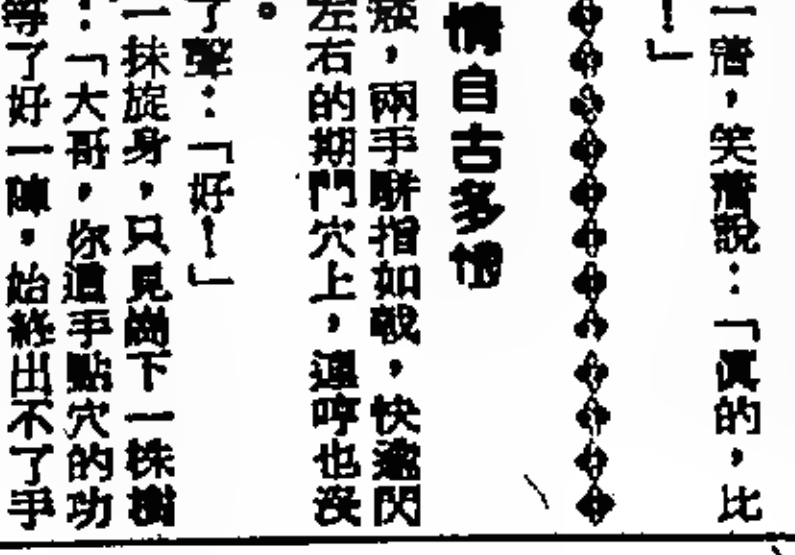 一番,笑着說:「真的,比
!」
情自古多恨
,兩手駢指如戟,快速閃
左右的期門穴上,連哼也沒
。
了聲:「好!」
一抹旋身,只見崗下一株樹
:「大哥,你這手點穴的功
等了好一陣,始終出不了手